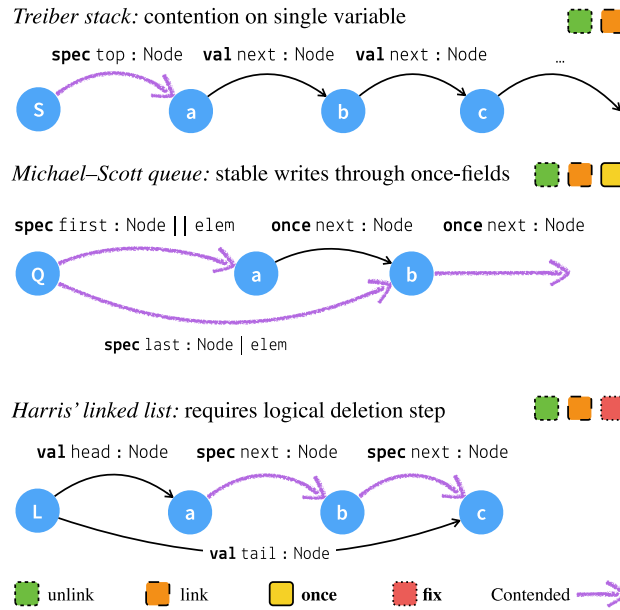 Treiber stack: contention on single variable
spec top : Node val next : Node val next : Node ...
S a b c
Michael–Scott queue: stable writes through once-fields
spec first : Node || elem once next : Node once next : Node
Q a b
spec last : Node | elem
Harris' linked list: requires logical deletion step
val head : Node spec next : Node spec next : Node
L a b c
val tail : Node
unlink link once fix Contended